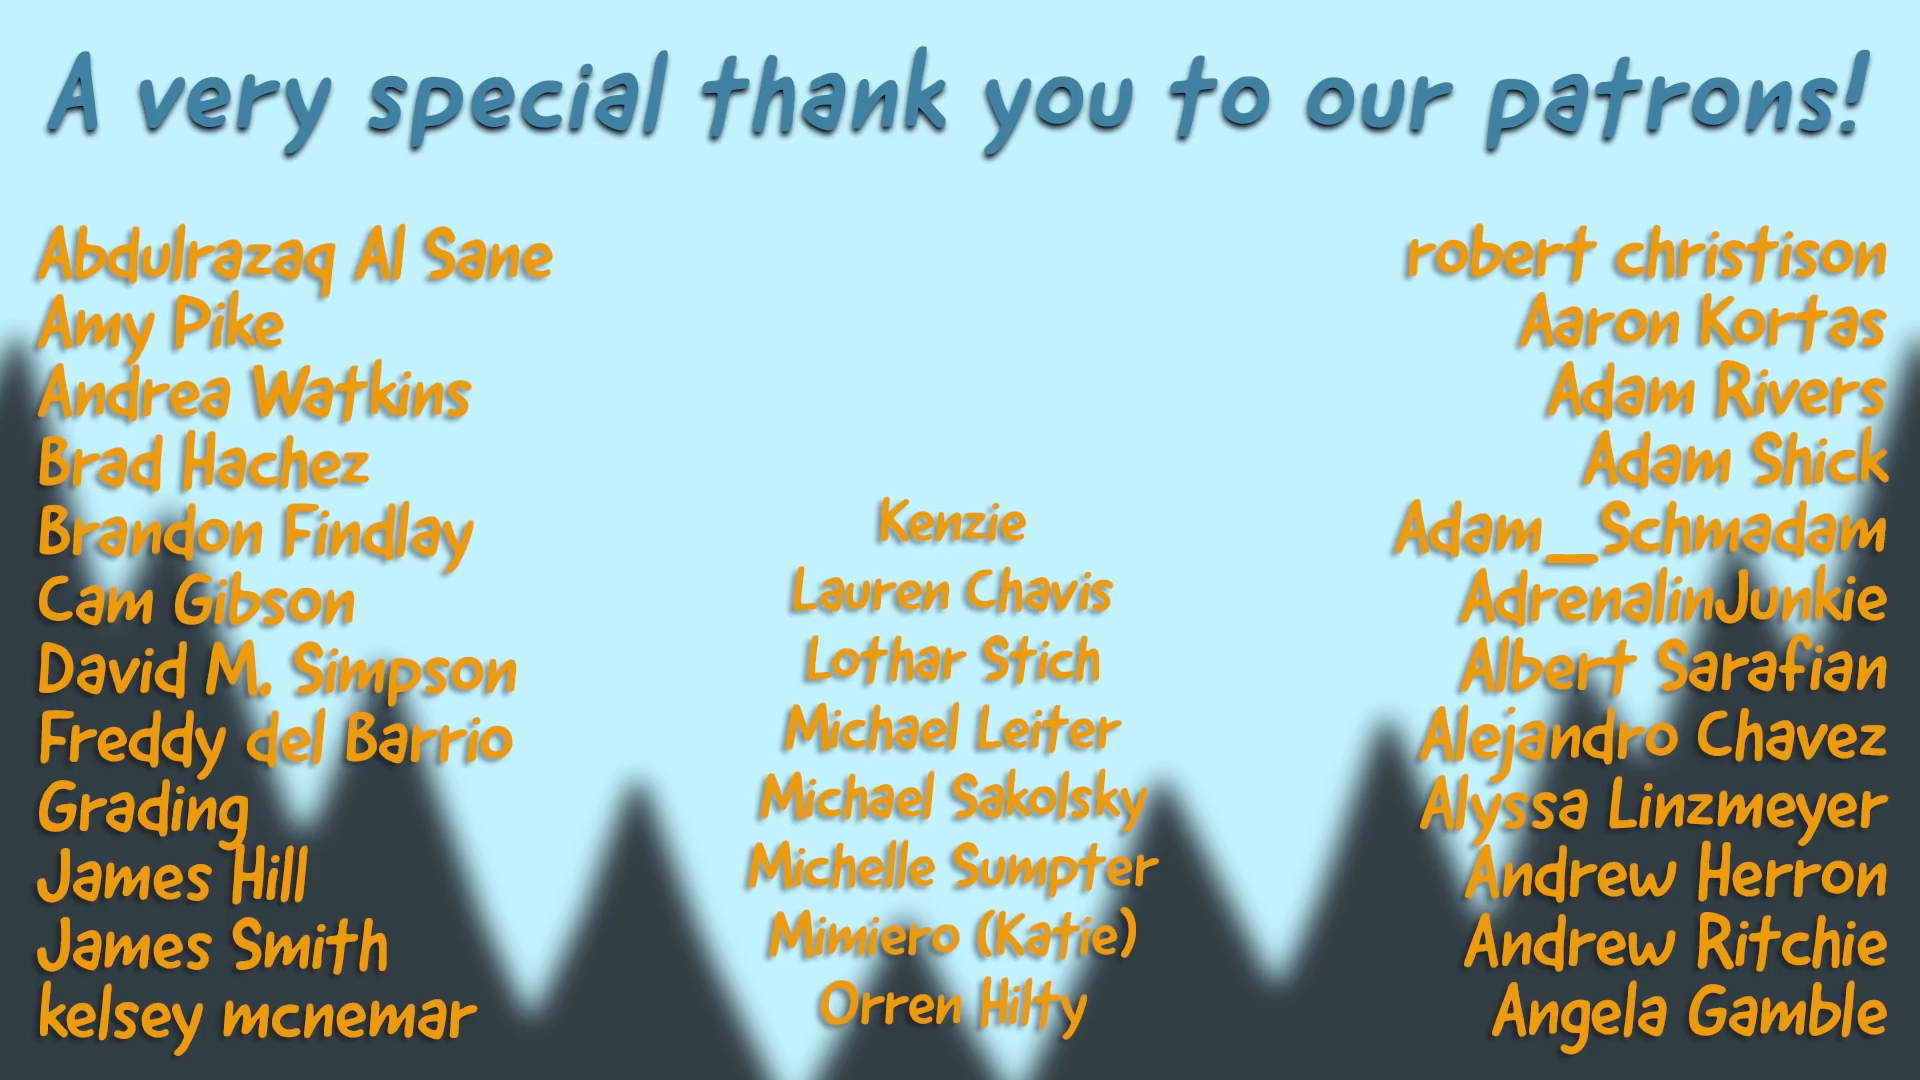 A very special thank you to our patrons!
Abdulrazaq Al Sane
Amy Pike
Andrea Watkins
Brad Hachez
Brandon Findlay
Cam Gibson
David M. Simpson
Freddy del Barrio
Grading
James Hill
James Smith
kelsey mcnemar
Kenzie
Lauren Chavis
Lothar Stich
Michael Leiter
Michael Sakolsky
Michelle Sumpter
Mimiero (Katie)
Orren Hilty
robert christison
Aaron Kortas
Adam Rivers
Adam Shick
Adam_Schmadam
AdrenalinJunkie
Albert Sarafian
Alejandro Chavez
Alyssa Linzmeyer
Andrew Herron
Andrew Ritchie
Angela Gamble